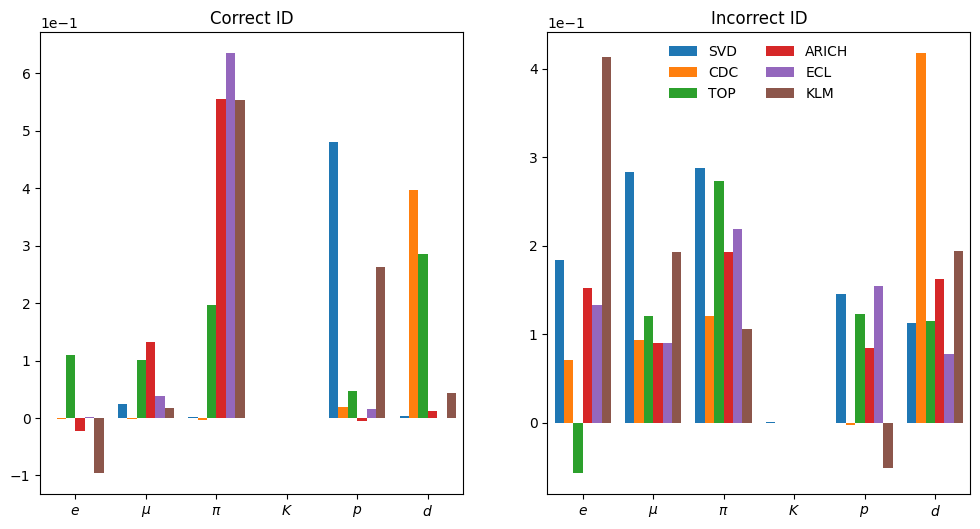 Correct ID
1e−1
6
5
4
3
2
1
0
−1
e μ π K p d
Incorrect ID
1e−1
SVD ARICH
CDC ECL
TOP KLM
4
3
2
1
0
e μ π K p d